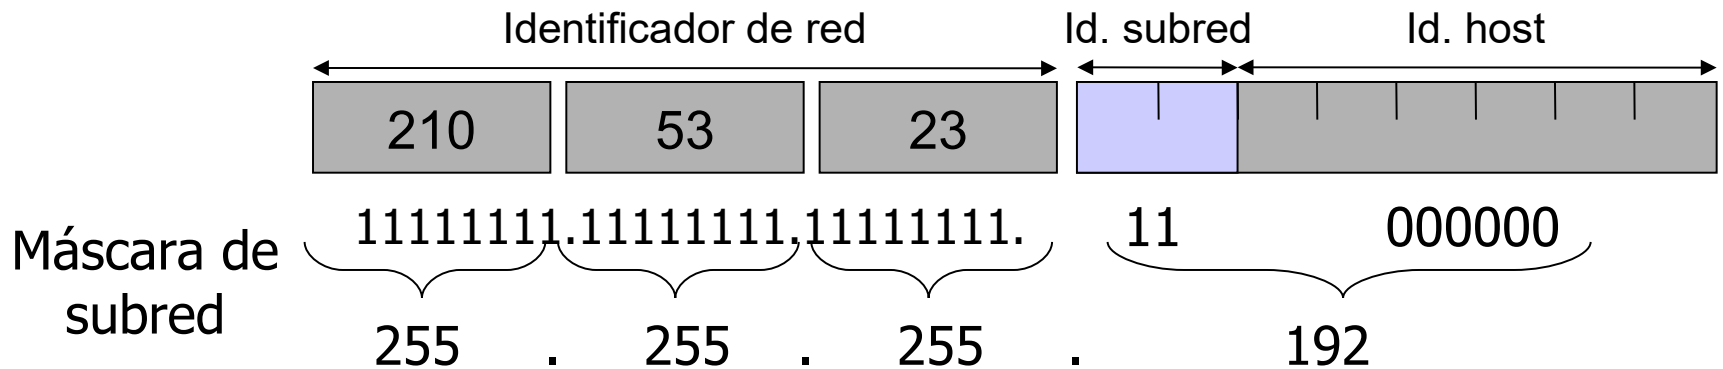 Identificador de red Id. subred Id. host
210 53 23
11111111.11111111.11111111. 11 000000
Máscara de
subred
255 . 255 . 255 . 192